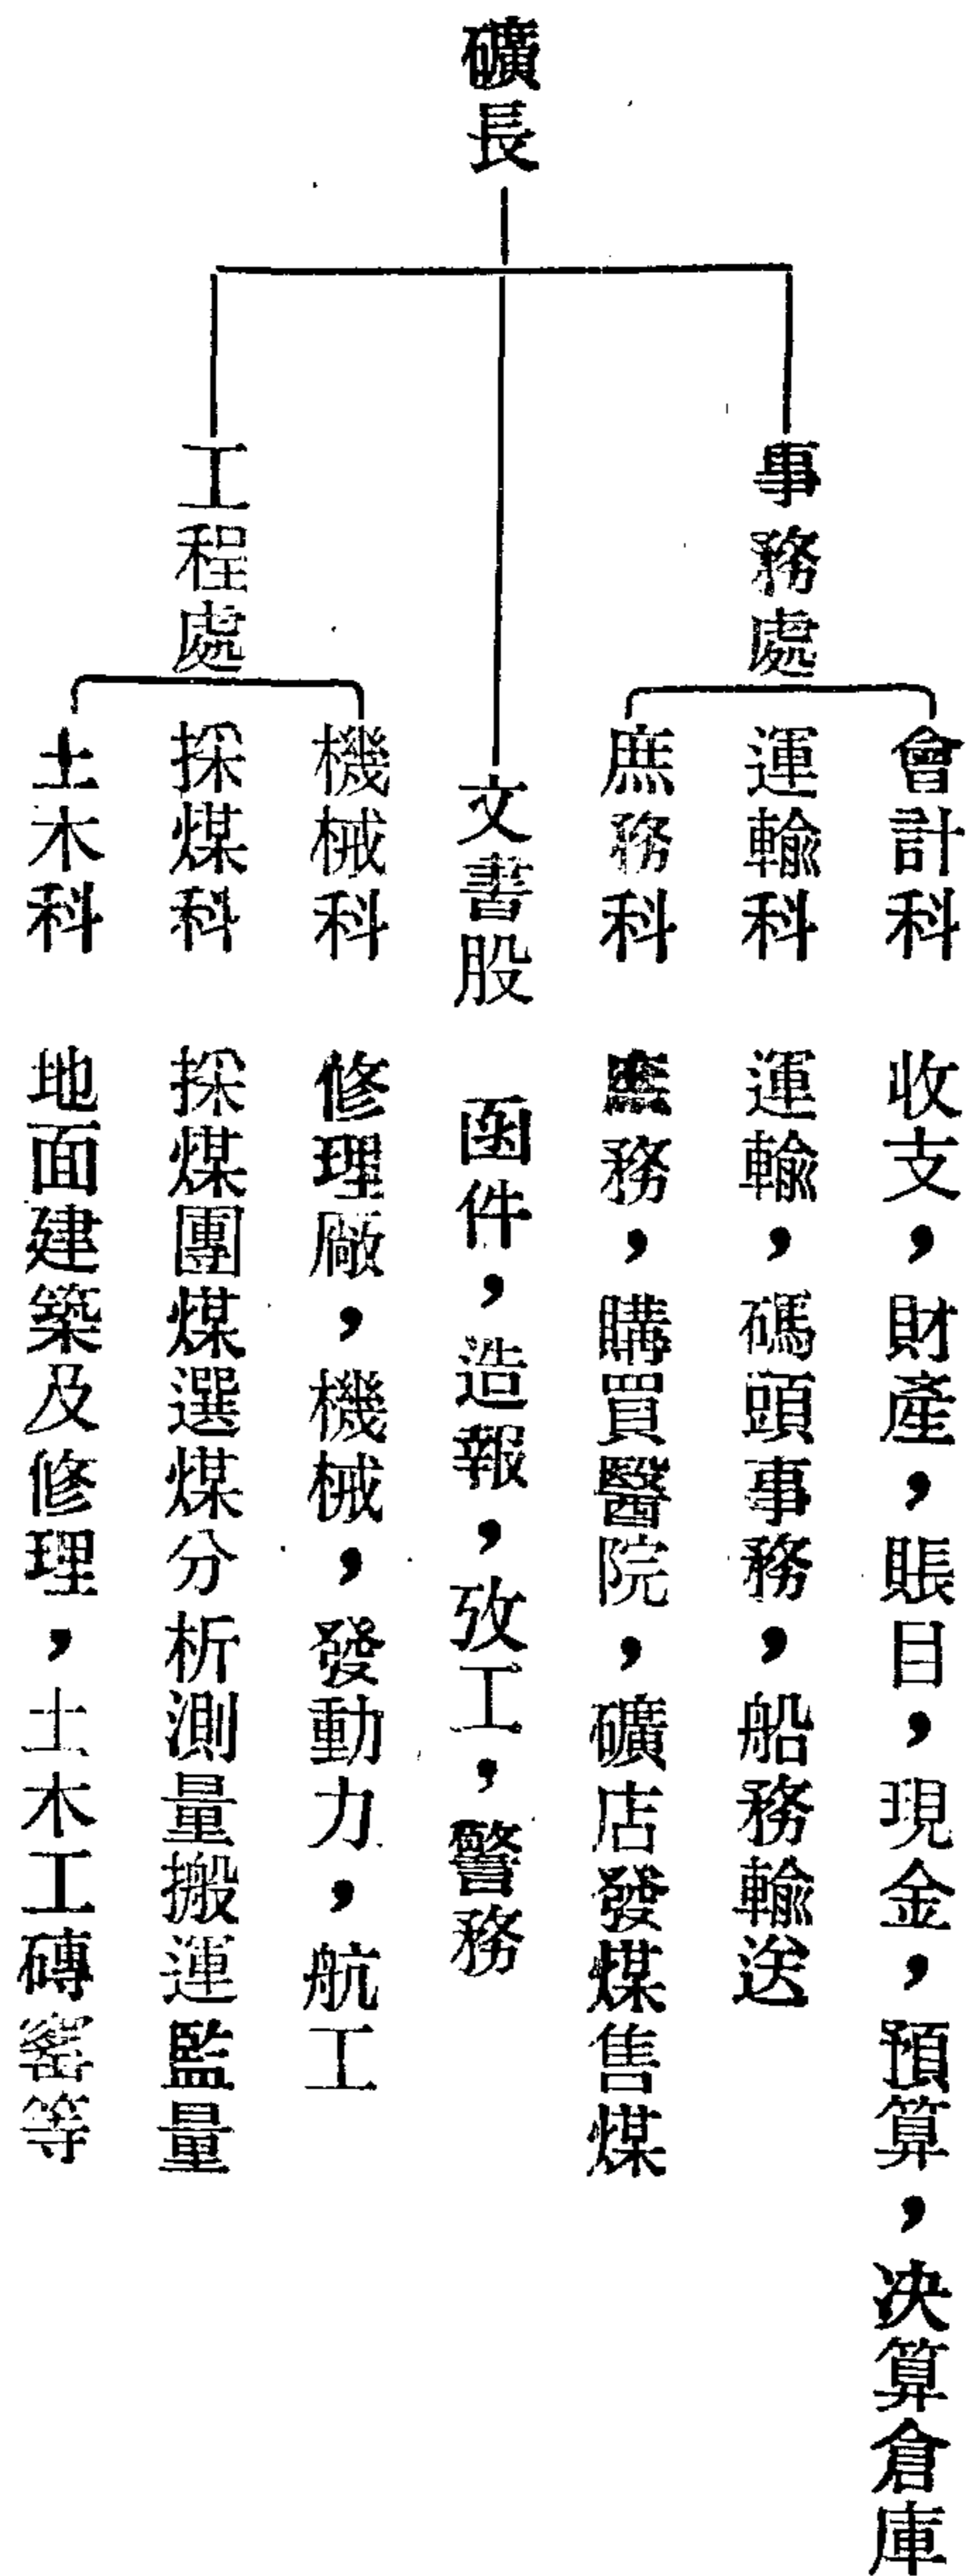 礦長
事務處
會計科 收支，財產，賬目，現金，預算，決算倉庫
運輸科 運輸，碼頭事務，船務輸送
庶務科 務，購買醫院，礦店發煤售煤
文書股 函件，造報，攷工，警務
工程處
機械科 修理廠，機械，發動力，航工
採煤科 採煤團煤選煤分析測量搬運監量
土木科 地面建築及修理，土木工磚窰等